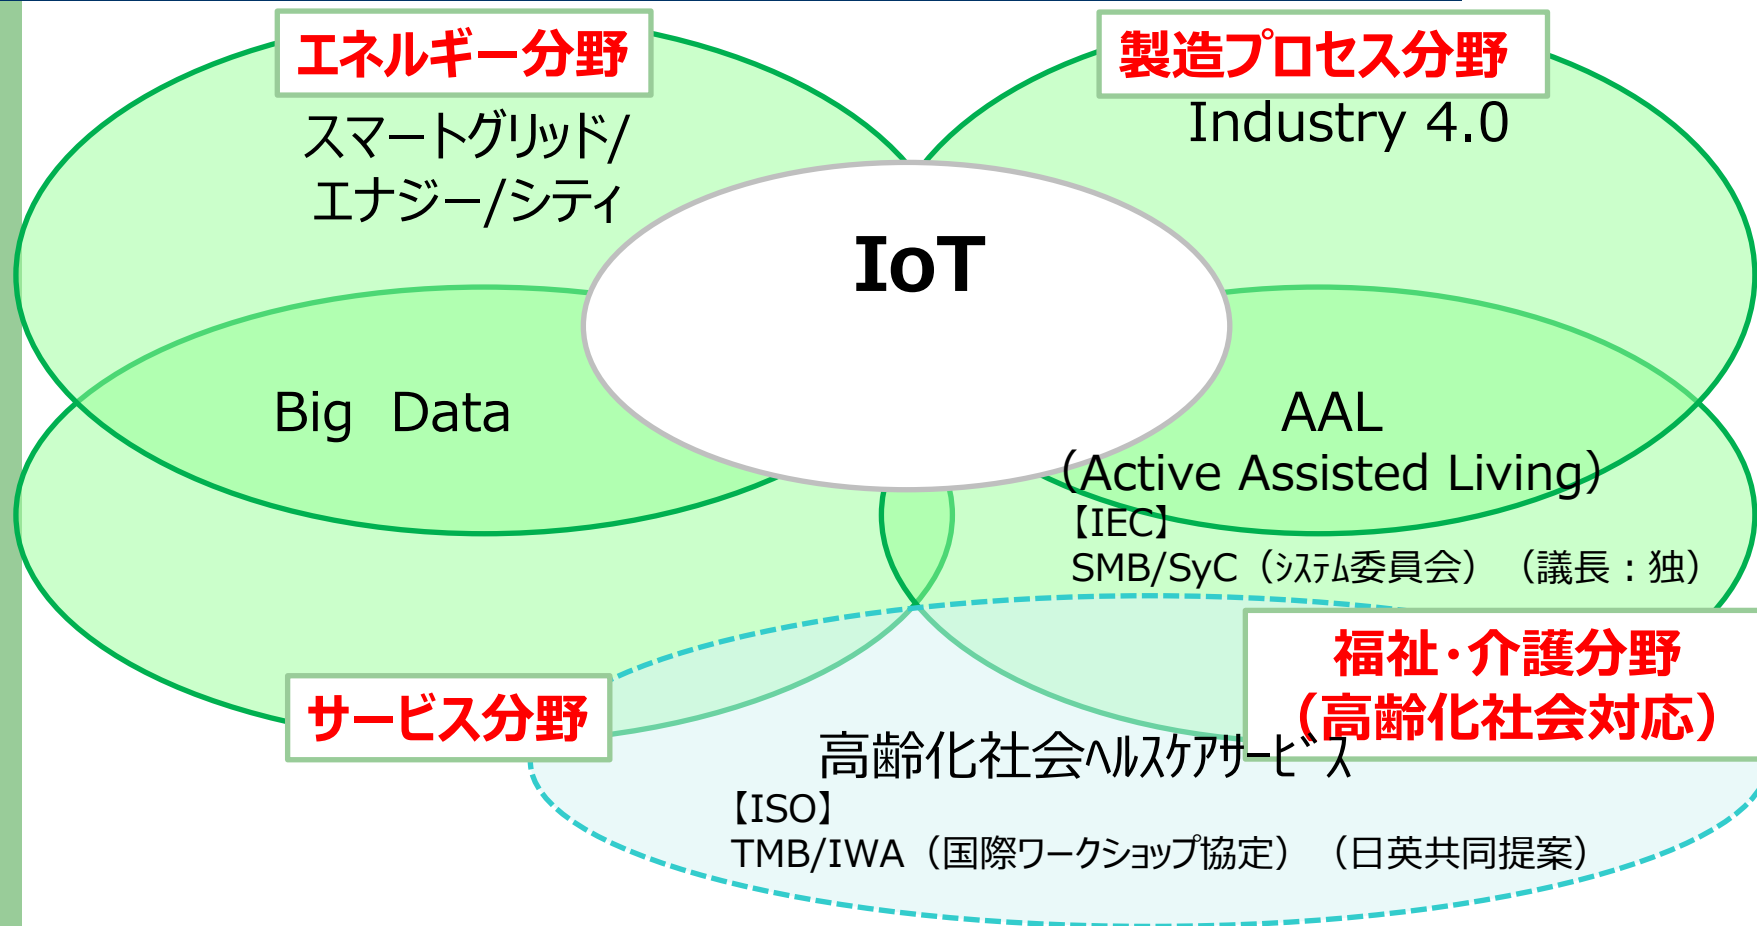 エネルギー分野
製造プロセス分野
スマートグリッド/
エナジー/シティ
Industry 4.0
IoT
Big Data
AAL
（Active Assisted Living）
【IEC】
SMB/SyC（ｼｽﾃﾑ委員会）（議長：独）
福祉・介護分野
（高齢化社会対応）
サービス分野
高齢化社会ﾍﾙｽｹｱｻｰﾋﾞｽ
【ISO】
TMB/IWA（国際ワークショップ協定）（日英共同提案）